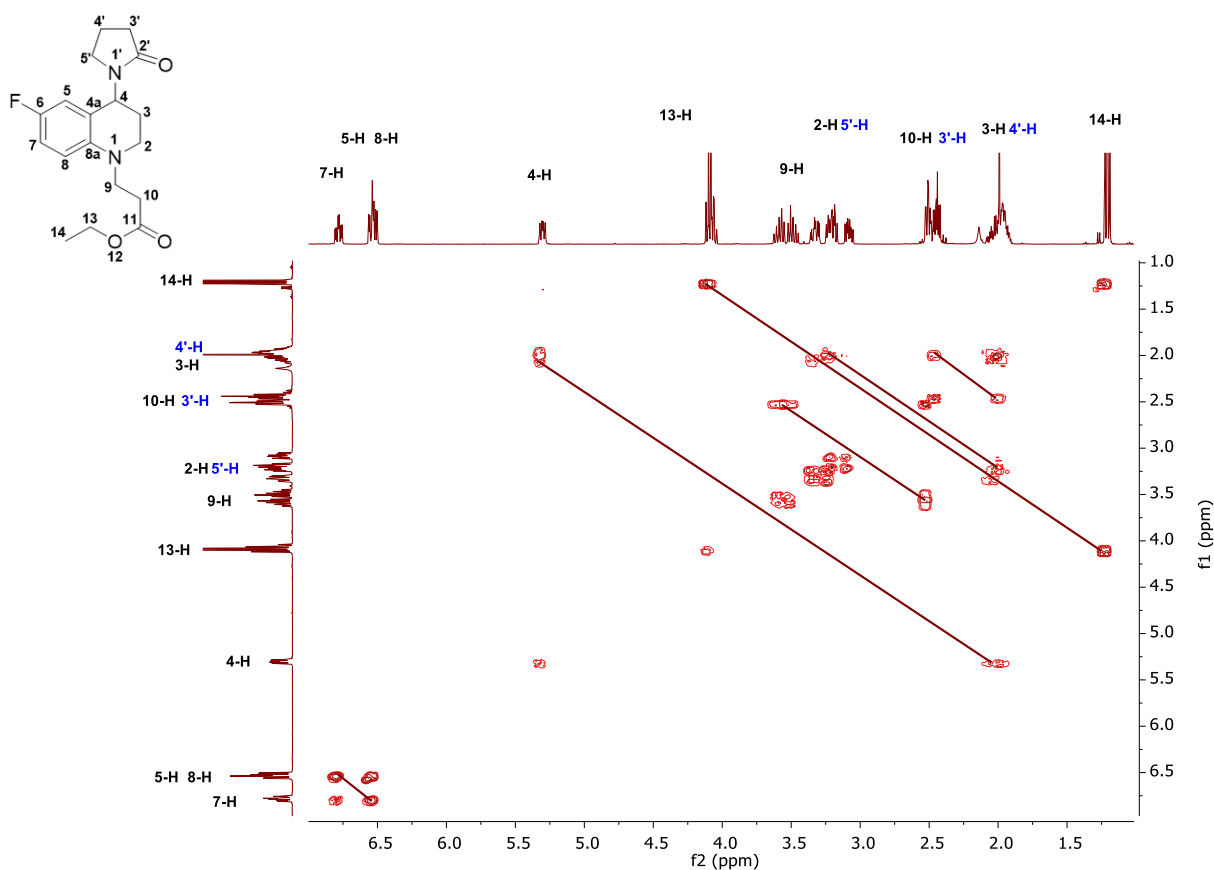 4' 3'
5' 1' 2'
N O
F 6 5 4a 4 3
7 8 8a 1 N 2
9 10
14 13 11
O 12 O
7-H
5-H 8-H
4-H
13-H
9-H
2-H 5'-H
10-H 3'-H
3-H 4'-H
14-H
14-H
4'-H
3-H
10-H 3'-H
2-H 5'-H
9-H
13-H
4-H
5-H 8-H
7-H
1.0
1.5
2.0
2.5
3.0
3.5
4.0
4.5
5.0
5.5
6.0
6.5
f1 (ppm)
6.5 6.0 5.5 5.0 4.5 4.0 3.5 3.0 2.5 2.0 1.5
f2 (ppm)